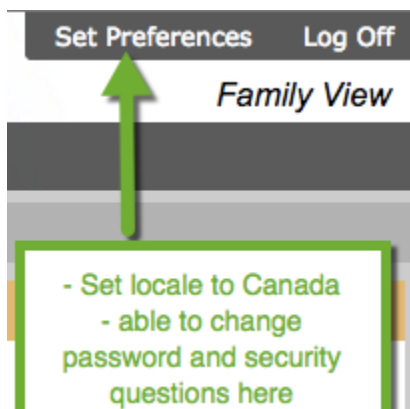 Set Preferences Log Off
Family View
- Set locale to Canada
- able to change
password and security
questions here